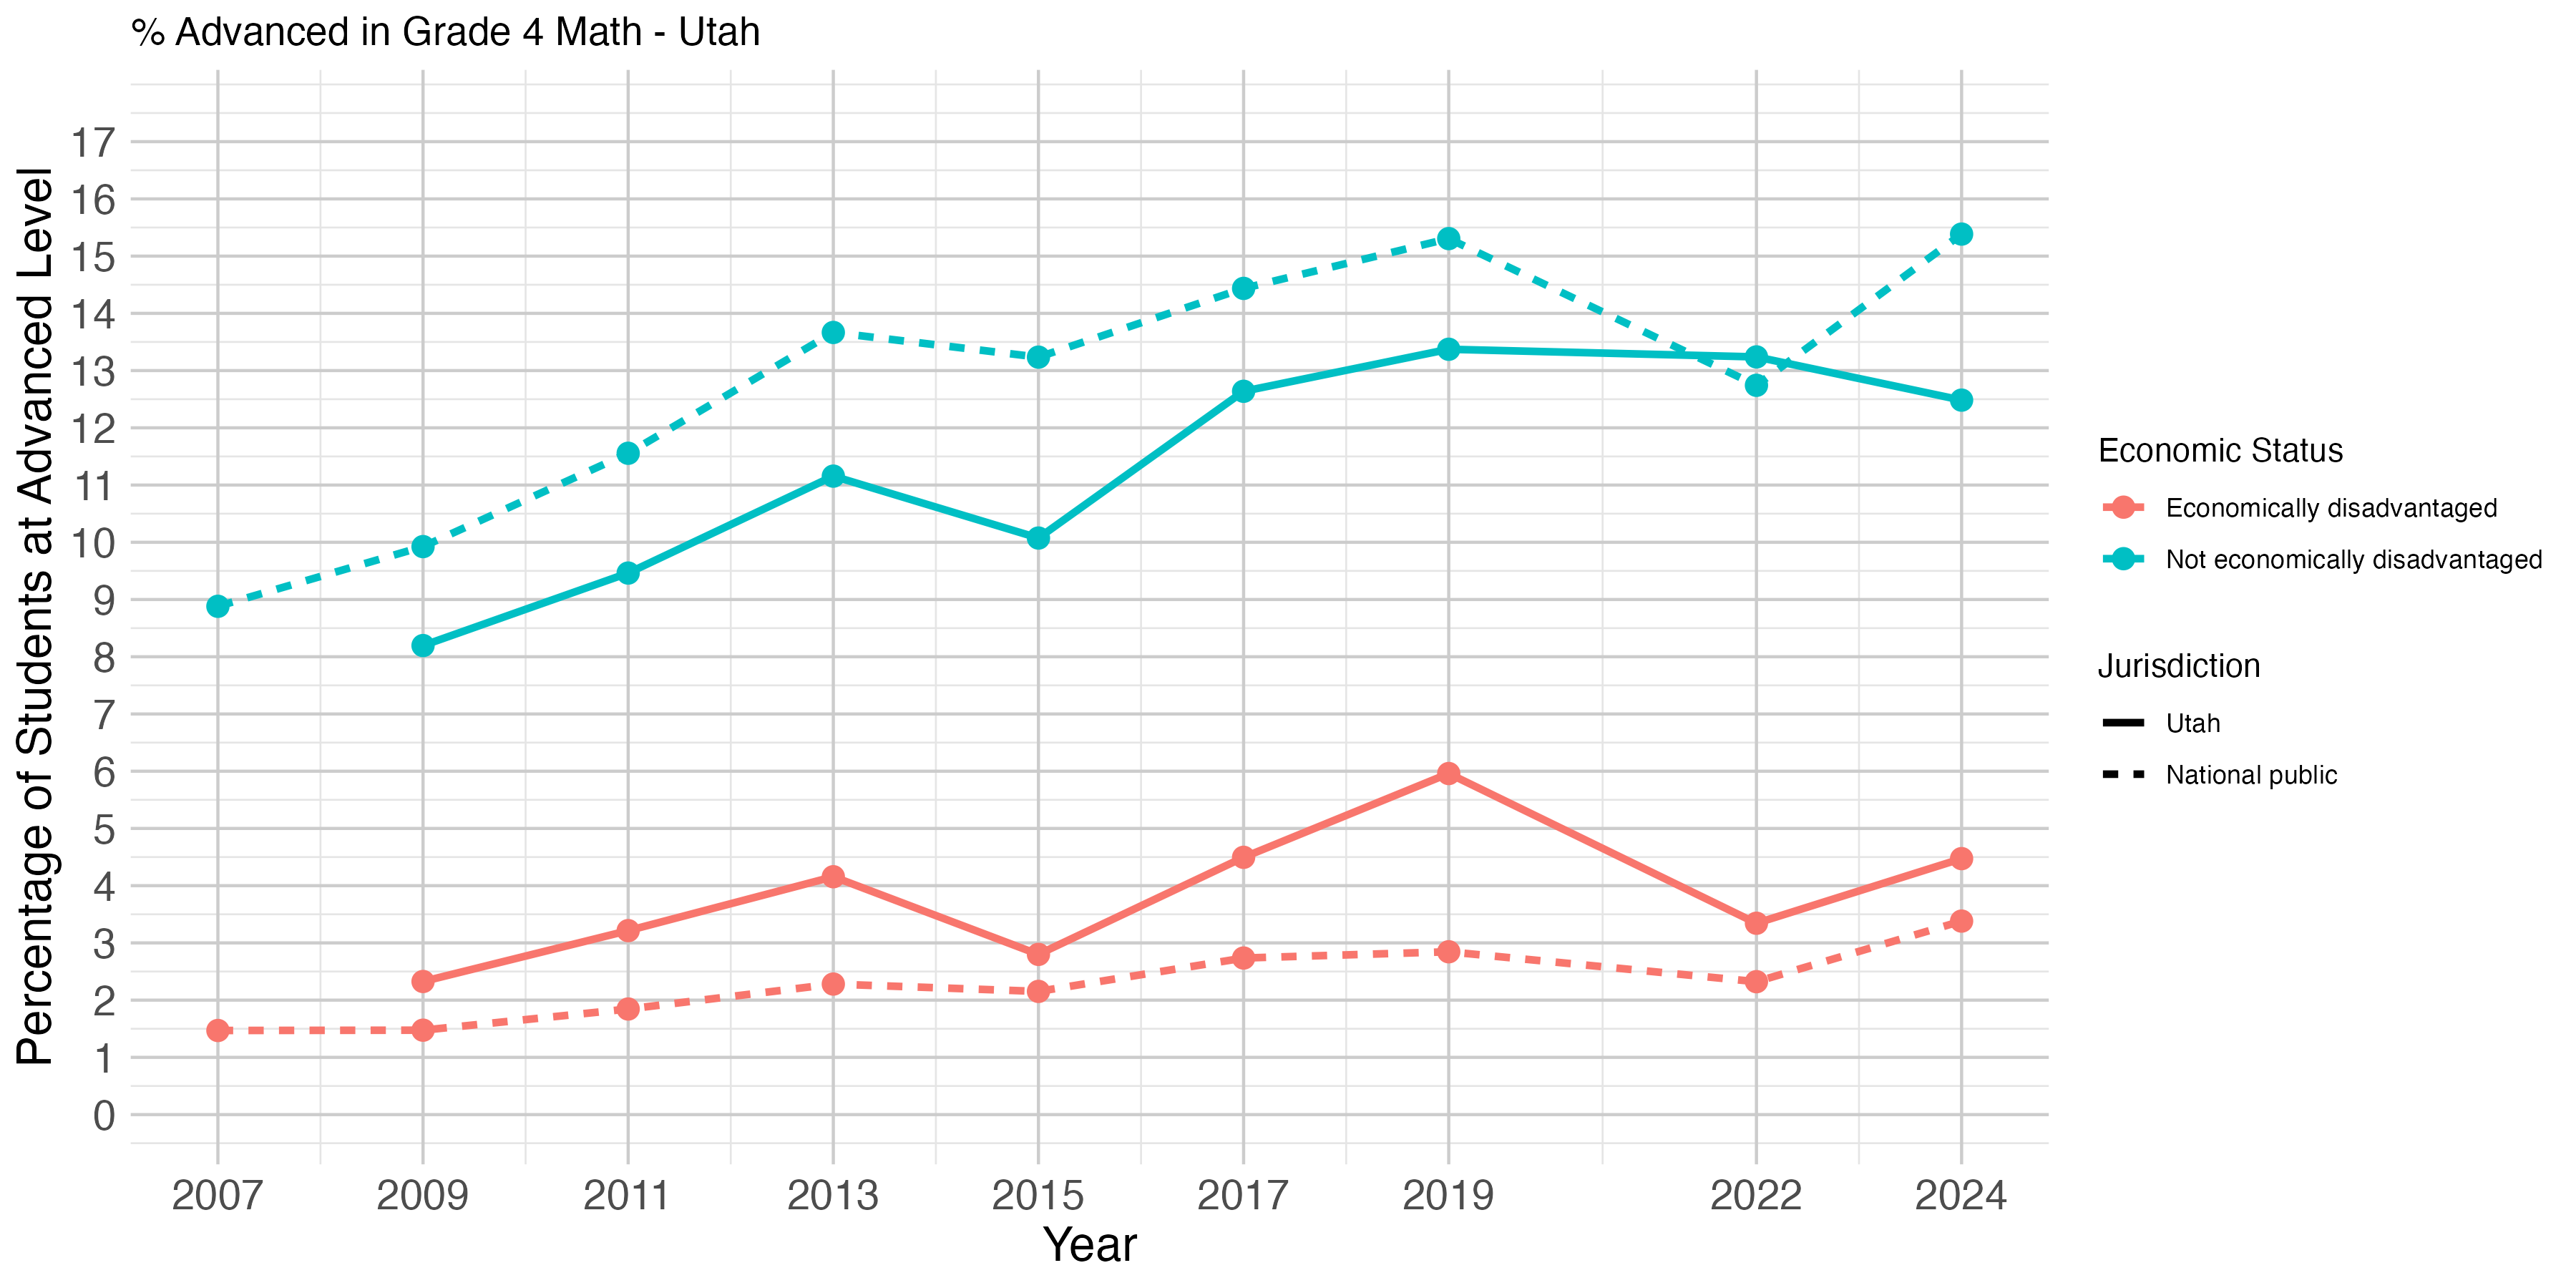 % Advanced in Grade 4 Math - Utah
Percentage of Students at Advanced Level
17
16
15
14
13
12
11
10
9
8
7
6
5
4
3
2
1
0
2007 2009 2011 2013 2015 2017 2019 2022 2024
Year
Economic Status
Economically disadvantaged
Not economically disadvantaged
Jurisdiction
Utah
National public